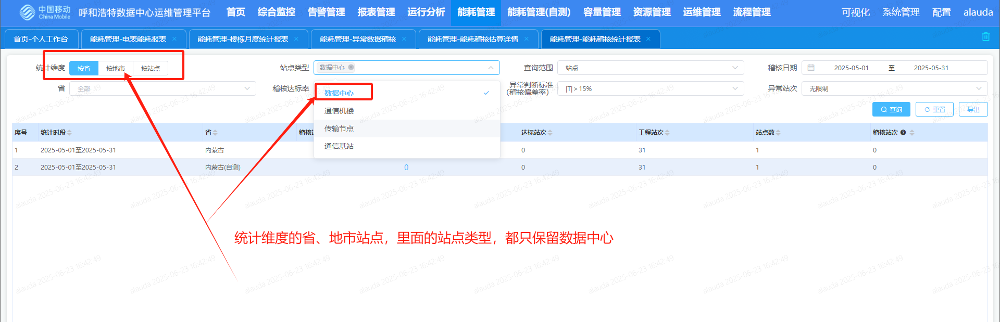 中国移动
China Mobile
呼和浩特数据中心运维管理平台 首页 综合监控 告警管理 报表管理 运行分析 能耗管理 能耗管理(自测) 容量管理 资源管理 运维管理 流程管理 可视化 系统管理 配置 alauda
首页-个人工作台 能耗管理-电表能耗报表 × 能耗管理-楼栋月度统计报表 × 能耗管理-异常数据稽核 × 能耗管理-能耗稽核估算详情 × 能耗管理-能耗稽核统计报表 ×
统计维度 按省 按地市 按站点 站点类型 数据中心 查询范围 站点 稽核日期 2025-05-01 至 2025-05-31
省 全部 稽核达标率 异常判断标准 (稽核偏差率) |T| > 15% 异常站次 无限制
数据中心
通信机楼
传输节点
通信基站
查询 重置 导出
序号 统计时段 省 稽核 达标站次 工程站次 站点数 稽核站次
1 2025-05-01至2025-05-31 内蒙古 0 31 1 0
2 2025-05-01至2025-05-31 内蒙古(自测) 0 0 31 1 0
统计维度的省、地市站点，里面的站点类型，都只保留数据中心
alauda 2025-06-23 16:42:49